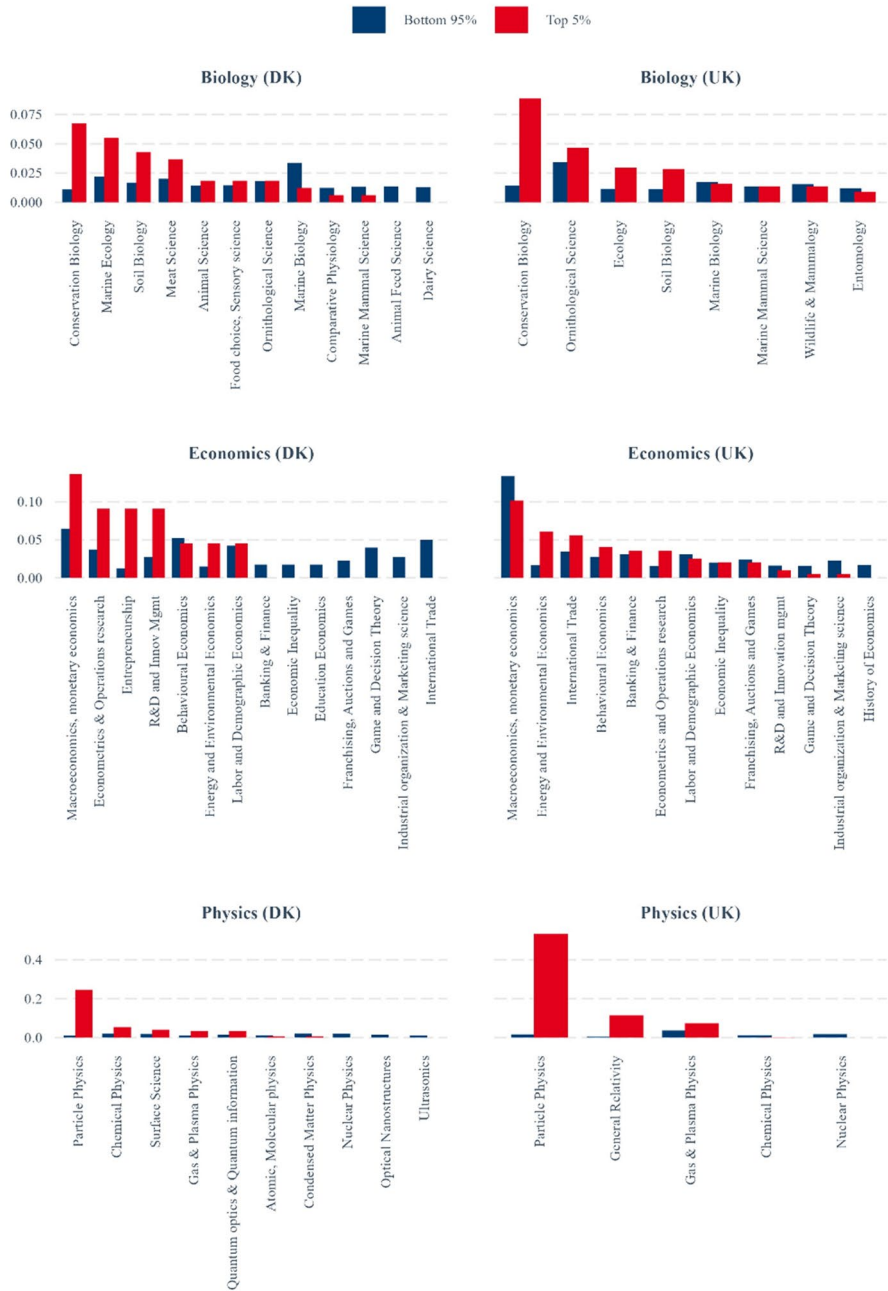 Bottom 95% Top 5%
Biology (DK)
0.075
0.050
0.025
0.000
Conservation Biology
Marine Ecology
Soil Biology
Meat Science
Animal Science
Food choice, Sensory science
Ornithological Science
Marine Biology
Comparative Physiology
Marine Mammal Science
Animal Feed Science
Dairy Science
Biology (UK)
Conservation Biology
Ornithological Science
Ecology
Soil Biology
Marine Biology
Marine Mammal Science
Wildlife & Mammalogy
Entomology
Economics (DK)
0.10
0.05
0.00
Macroeconomics, monetary economics
Econometrics & Operations research
Entrepreneurship
R&D and Innov Mgmt
Behavioural Economics
Energy and Environmental Economics
Labor and Demographic Economics
Banking & Finance
Economic Inequality
Education Economics
Franchising, Auctions and Games
Game and Decision Theory
Industrial organization & Marketing science
International Trade
Economics (UK)
Macroeconomics, monetary economics
Energy and Environmental Economics
International Trade
Behavioural Economics
Banking & Finance
Econometrics and Operations research
Labor and Demographic Economics
Economic Inequality
Franchising, Auctions and Games
R&D and Innovation mgmt
Game and Decision Theory
Industrial organization & Marketing science
History of Economics
Physics (DK)
0.4
0.2
0.0
Particle Physics
Chemical Physics
Surface Science
Gas & Plasma Physics
Quantum optics & Quantum information
Atomic, Molecular physics
Condensed Matter Physics
Nuclear Physics
Optical Nanostructures
Ultrasonics
Physics (UK)
Particle Physics
General Relativity
Gas & Plasma Physics
Chemical Physics
Nuclear Physics